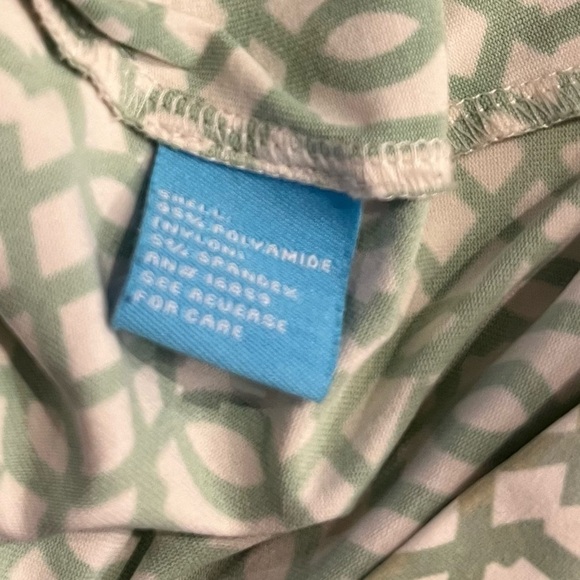 SHELL:
95% POLYAMIDE
(NYLON)
5% SPANDEX
RN# 16859
SEE REVERSE
FOR CARE